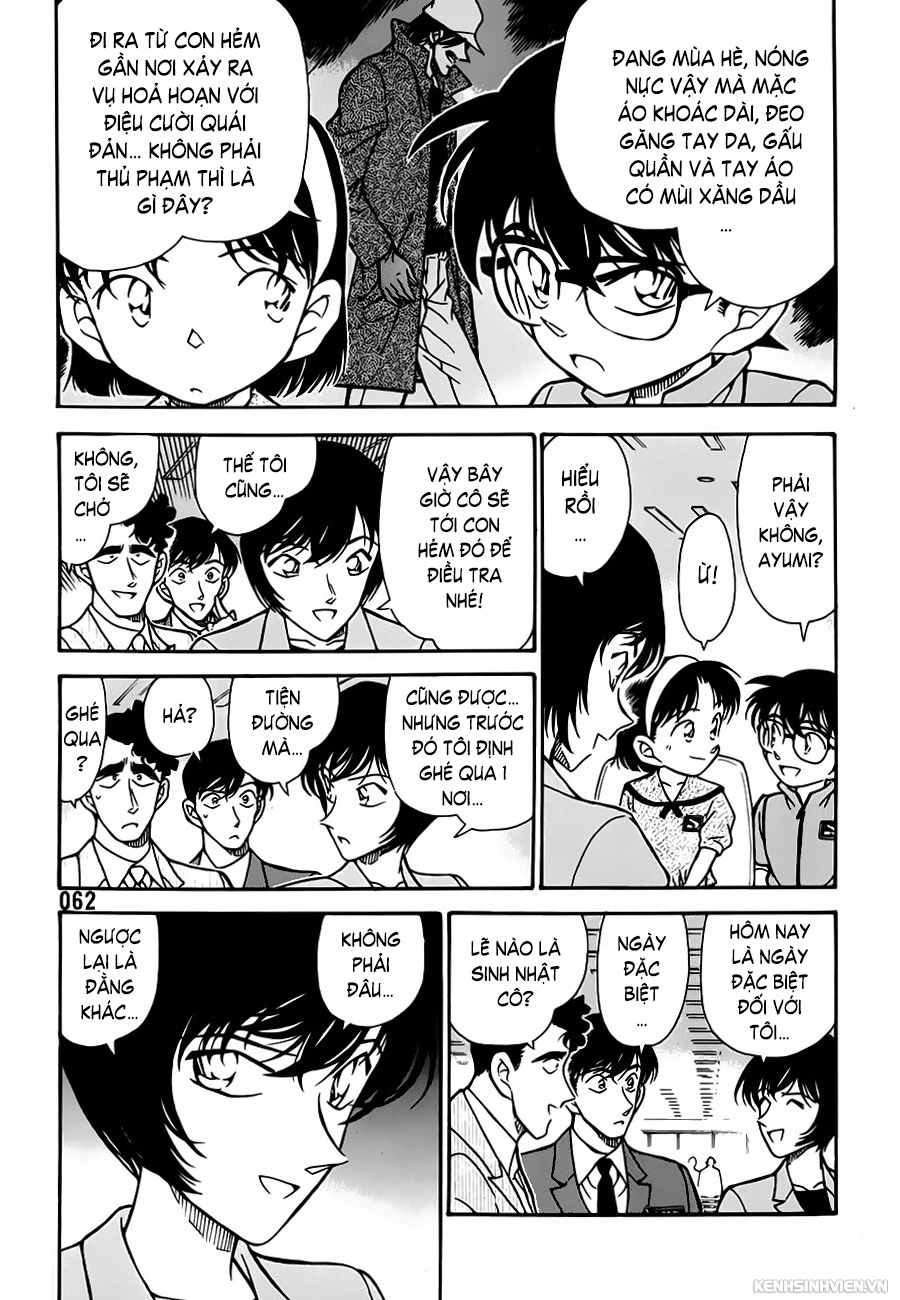 ĐANG MÙA HÈ, NÓNG
NỰC VẬY MÀ MẶC
ÁO KHOÁC DÀI, ĐEO
GĂNG TAY DA, GẤU
QUẦN VÀ TAY ÁO
CÓ MÙI XĂNG DẦU
...
ĐI RA TỪ CON HẺM
GẦN NƠI XẢY RA
VỤ HOẢ HOẠN VỚI
ĐIỆU CƯỜI QUÁI
ĐẢN... KHÔNG PHẢI
THỦ PHẠM THÌ LÀ
GÌ ĐÂY?
PHẢI
VẬY
KHÔNG,
AYUMI?
Ừ!
HIỂU
RỒI
...
VẬY BÂY
GIỜ CÔ SẼ
TỚI CON
HẺM ĐÓ ĐỂ
ĐIỀU TRA
NHÉ!
THẾ TÔI
CŨNG...
KHÔNG,
TÔI SẼ
CHỞ
...
CŨNG ĐƯỢC...
NHƯNG TRƯỚC
ĐÓ TÔI ĐỊNH
GHÉ QUA 1
NƠI...
TIỆN
ĐƯỜNG
MÀ...
HẢ?
GHÉ
QUA
?
062
HÔM NAY
LÀ NGÀY
ĐẶC BIỆT
ĐỐI VỚI
TÔI...
NGÀY
ĐẶC
BIỆT
...
LẼ NÀO LÀ
SINH NHẬT
CÔ?
KHÔNG
PHẢI
ĐÂU...
NGƯỢC
LẠI LÀ
ĐẰNG
KHÁC...
KENHSINHVIEN.VN